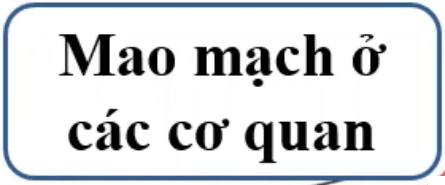 Mao mạch ở
các cơ quan